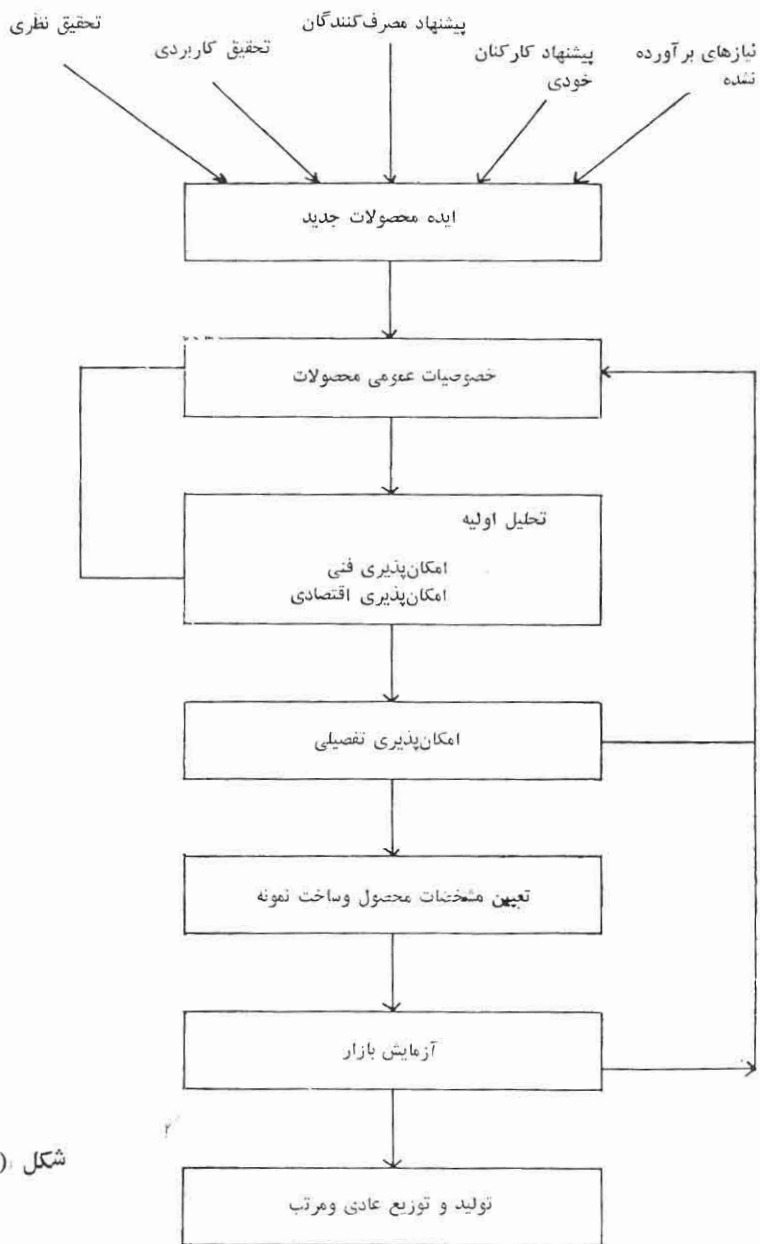 نیازهای برآورده
نشده
پیشنهاد کارکنان
خودی
پیشنهاد مصرف‌کنندگان
تحقیق کاربردی
تحقیق نظری
ایده محصولات جدید
خصوصیات عمومی محصولات
تحلیل اولیه
امکان‌پذیری فنی
امکان‌پذیری اقتصادی
امکان‌پذیری تفصیلی
تعیین مشخصات محصول وساخت نمونه
آزمایش بازار
تولید و توزیع عادی ومرتب
شکل (